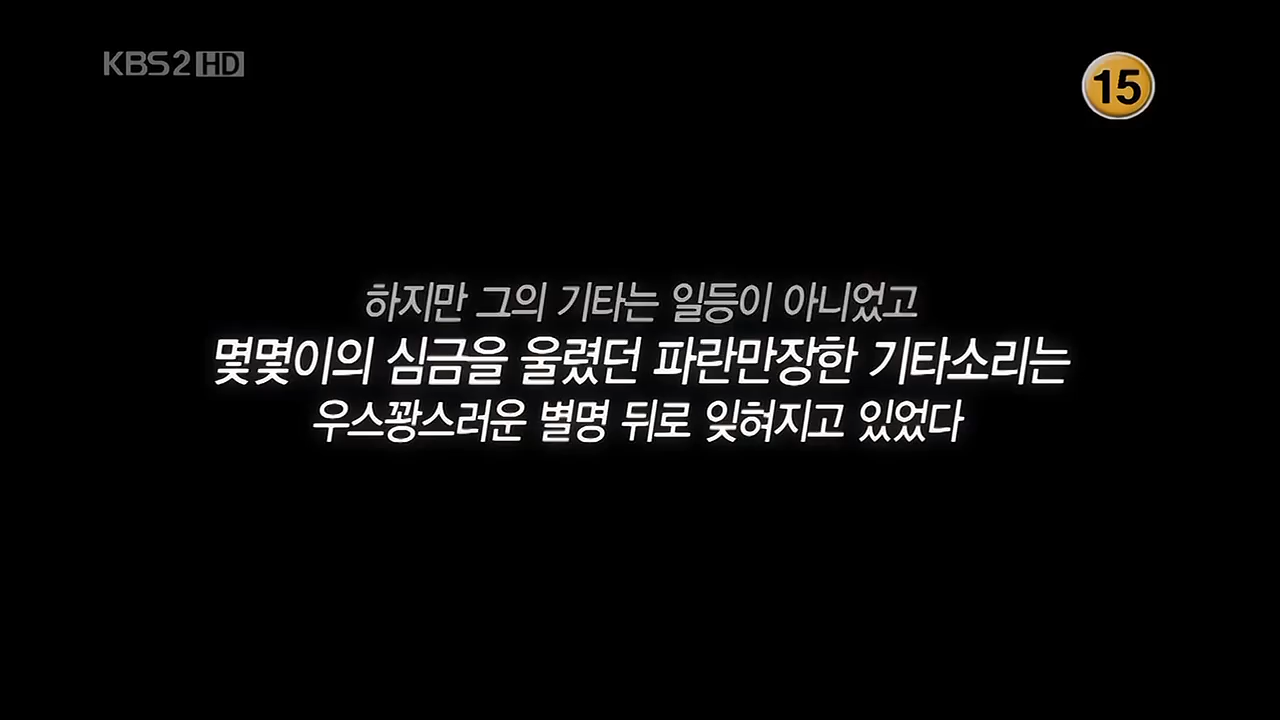 KBS2 HD
15
하지만 그의 기타는 일등이 아니었고
몇몇이의 심금을 울렸던 파란만장한 기타소리는
우스꽝스러운 별명 뒤로 잊혀지고 있었다